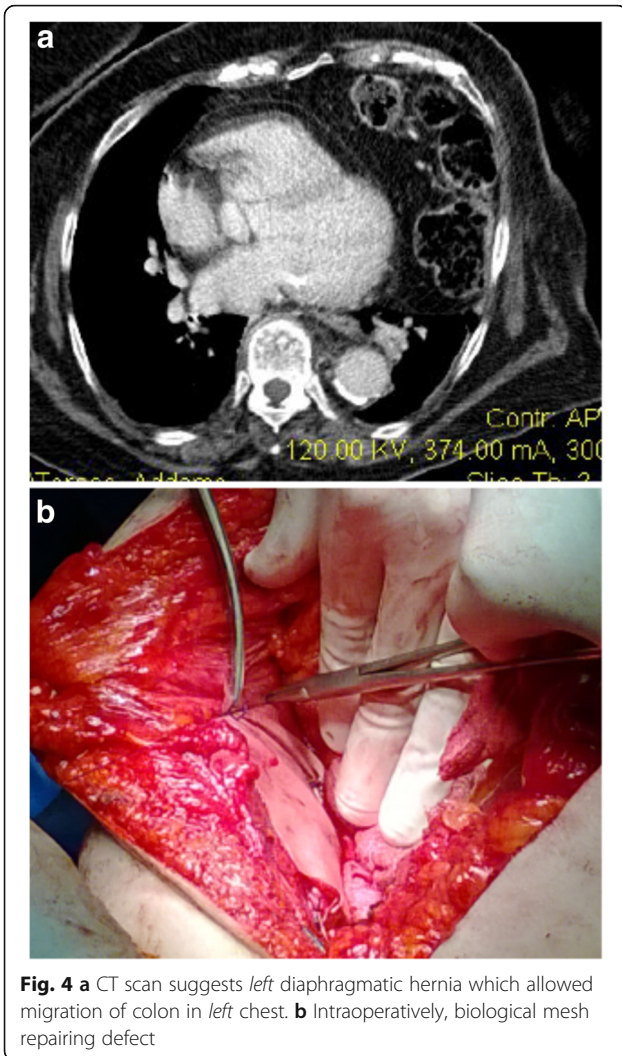 a
Contr: AP
120.00 KV, 374.00 mA, 300
b
Fig. 4 a CT scan suggests left diaphragmatic hernia which allowed
migration of colon in left chest. b Intraoperatively, biological mesh
repairing defect